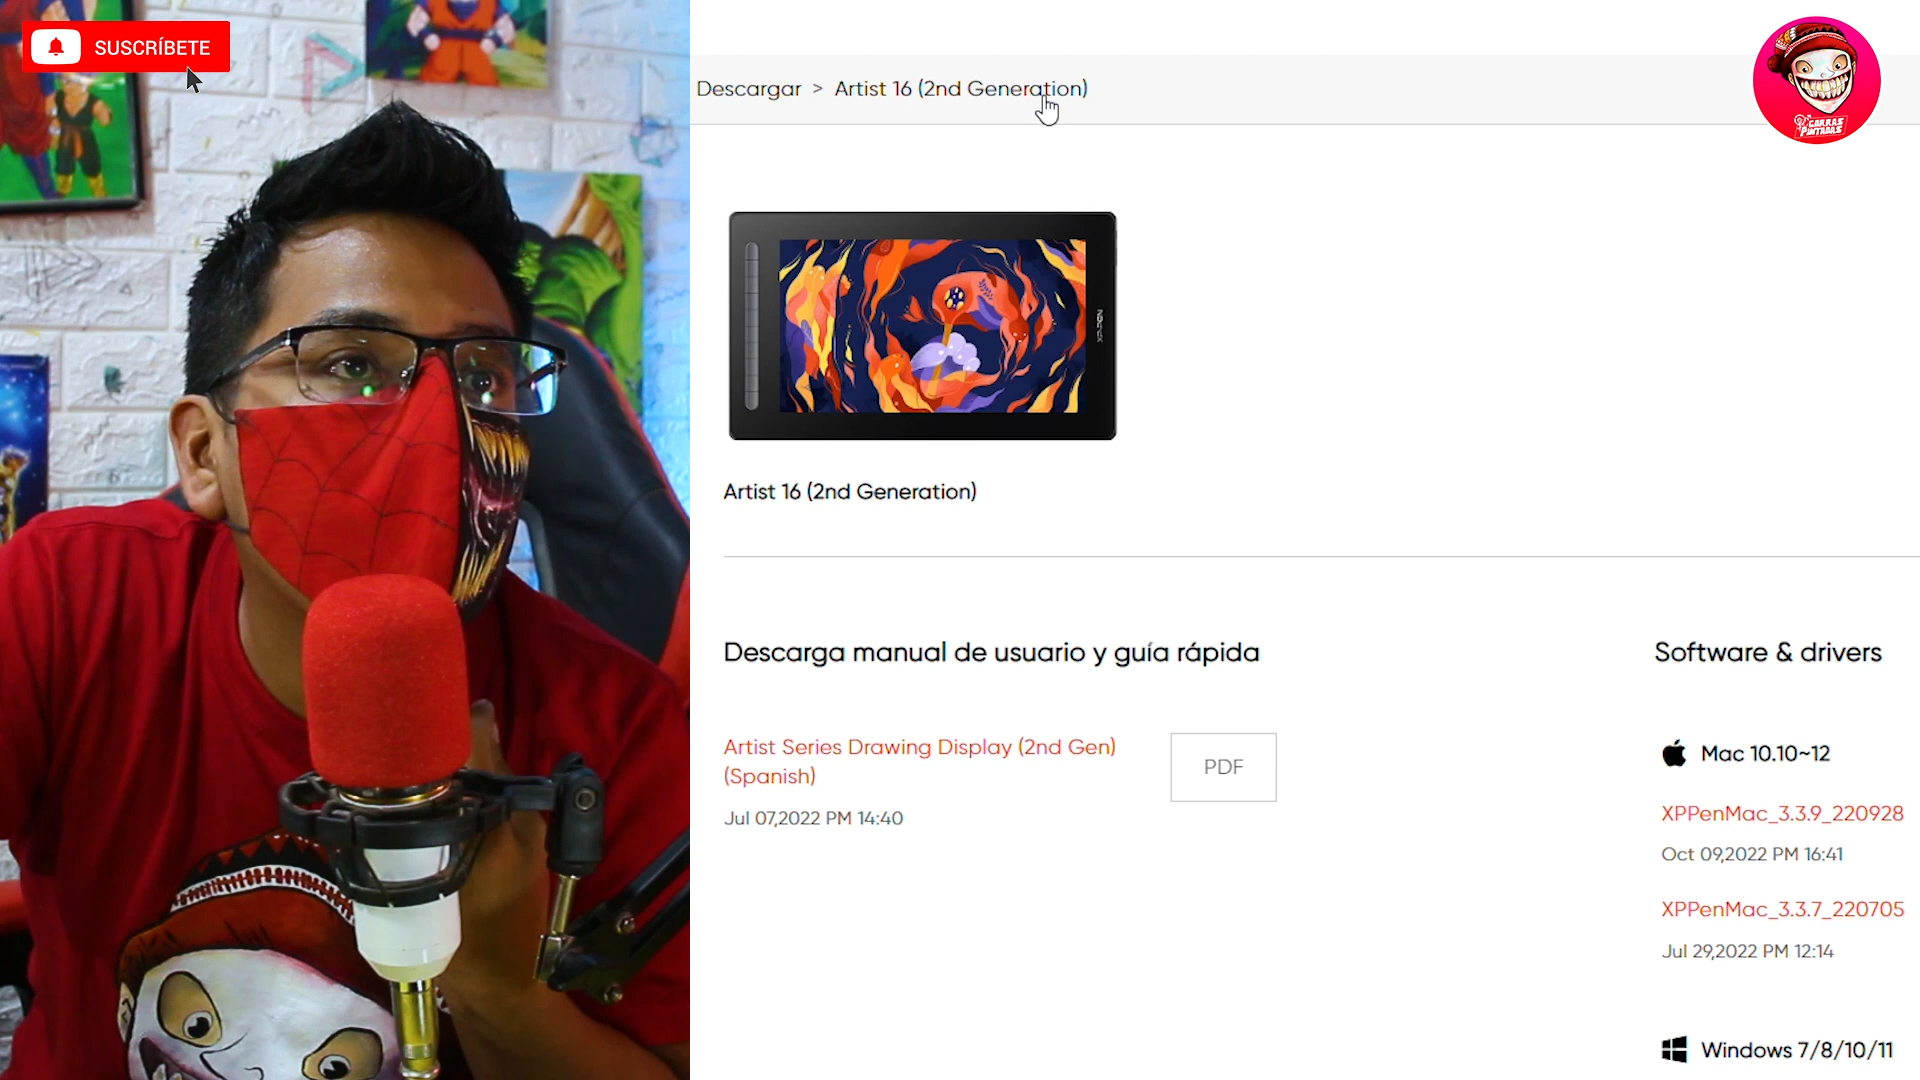 SUSCRÍBETE
Descargar > Artist 16 (2nd Generation)
GARRAS
PINTADAS
Artist 16 (2nd Generation)
Descarga manual de usuario y guía rápida
Artist Series Drawing Display (2nd Gen)
(Spanish)
Jul 07,2022 PM 14:40
PDF
Software & drivers
Mac 10.10~12
XPPenMac_3.3.9_220928
Oct 09,2022 PM 16:41
XPPenMac_3.3.7_220705
Jul 29,2022 PM 12:14
Windows 7/8/10/11